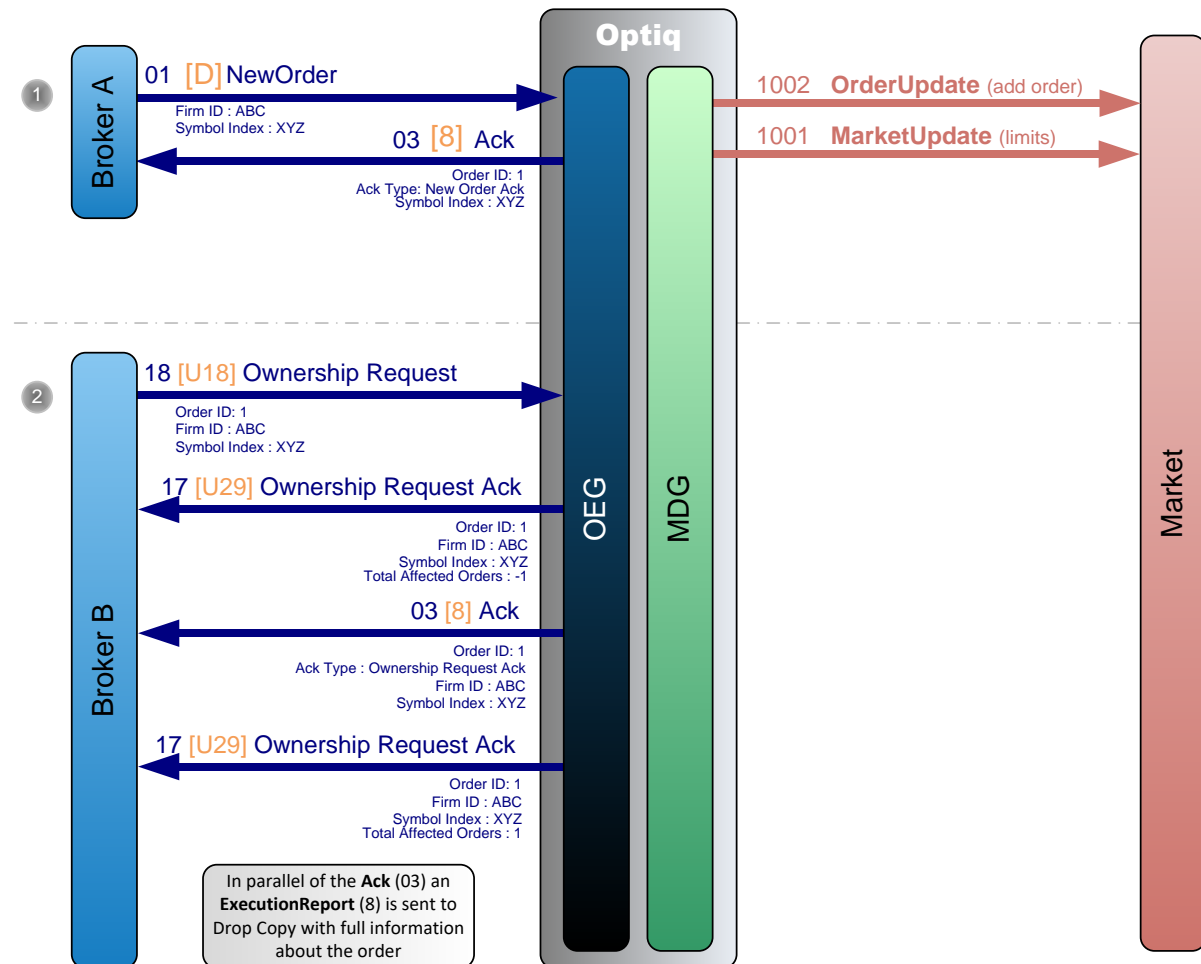 Optiq
1
Broker A
01 [D] NewOrder
Firm ID : ABC
Symbol Index : XYZ
03 [8] Ack
Order ID: 1
Ack Type: New Order Ack
Symbol Index : XYZ
1002 OrderUpdate (add order)
1001 MarketUpdate (limits)
2
Broker B
18 [U18] Ownership Request
Order ID: 1
Firm ID : ABC
Symbol Index : XYZ
17 [U29] Ownership Request Ack
Order ID: 1
Firm ID : ABC
Symbol Index : XYZ
Total Affected Orders : -1
03 [8] Ack
Order ID: 1
Ack Type : Ownership Request Ack
Firm ID : ABC
Symbol Index : XYZ
17 [U29] Ownership Request Ack
Order ID: 1
Firm ID : ABC
Symbol Index : XYZ
Total Affected Orders : 1
OEG
MDG
Market
In parallel of the Ack (03) an
ExecutionReport (8) is sent to
Drop Copy with full information
about the order